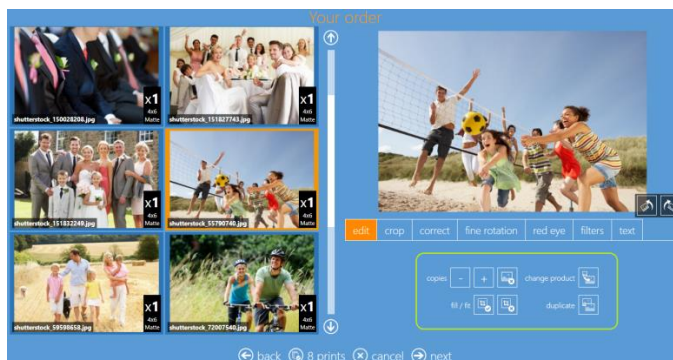 Your order
x1
4x6
Matte
shutterstock_150028208.jpg
x1
4x6
Matte
shutterstock_151827743.jpg
x1
4x6
Matte
shutterstock_151832249.jpg
x1
4x6
Matte
shutterstock_55790740.jpg
x1
4x6
Matte
shutterstock_59598658.jpg
x1
4x6
Matte
shutterstock_72007540.jpg
edit crop correct fine rotation red eye filters text
copies - + change product
fill / fit duplicate
back 8 prints cancel next